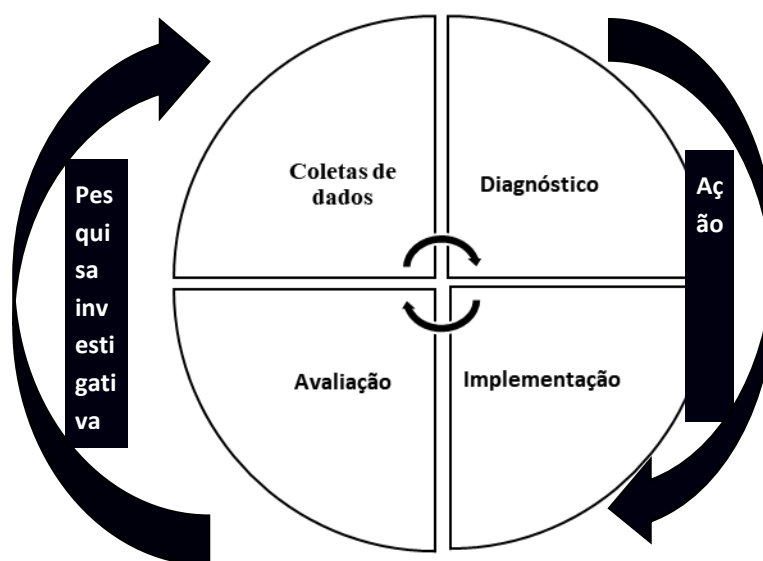 Coletas de
dados
Diagnóstico
Pes
qui
sa
inv
esti
gati
va
Aç
ão
Avaliação
Implementação